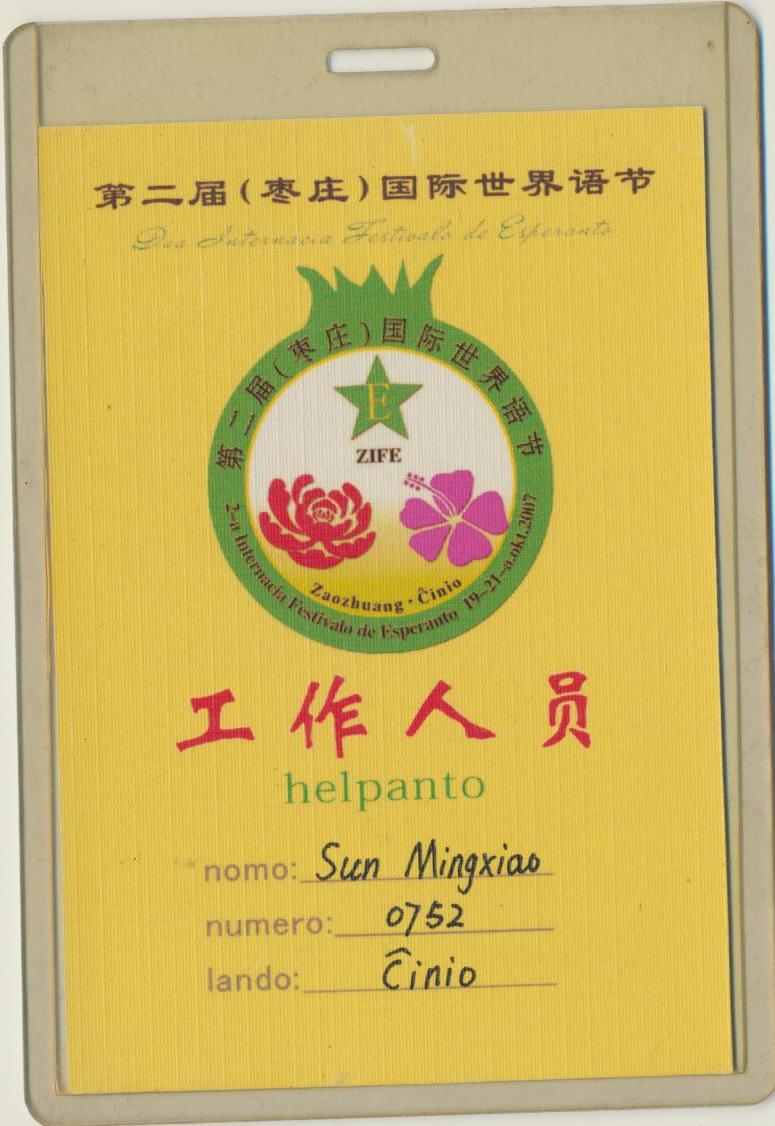 第二届(枣庄)国际世界语节
Dua Internacia Festivalo de Esperanto
第二届(枣庄)国际世界语节
E
ZIFE
Zaozhuang·Ĉinio
2-a Internacia Festivalo de Esperanto 19-21-a.okt.2007
工作人员
helpanto
nomo: Sun Mingxiao
numero: 0752
lando: Ĉinio